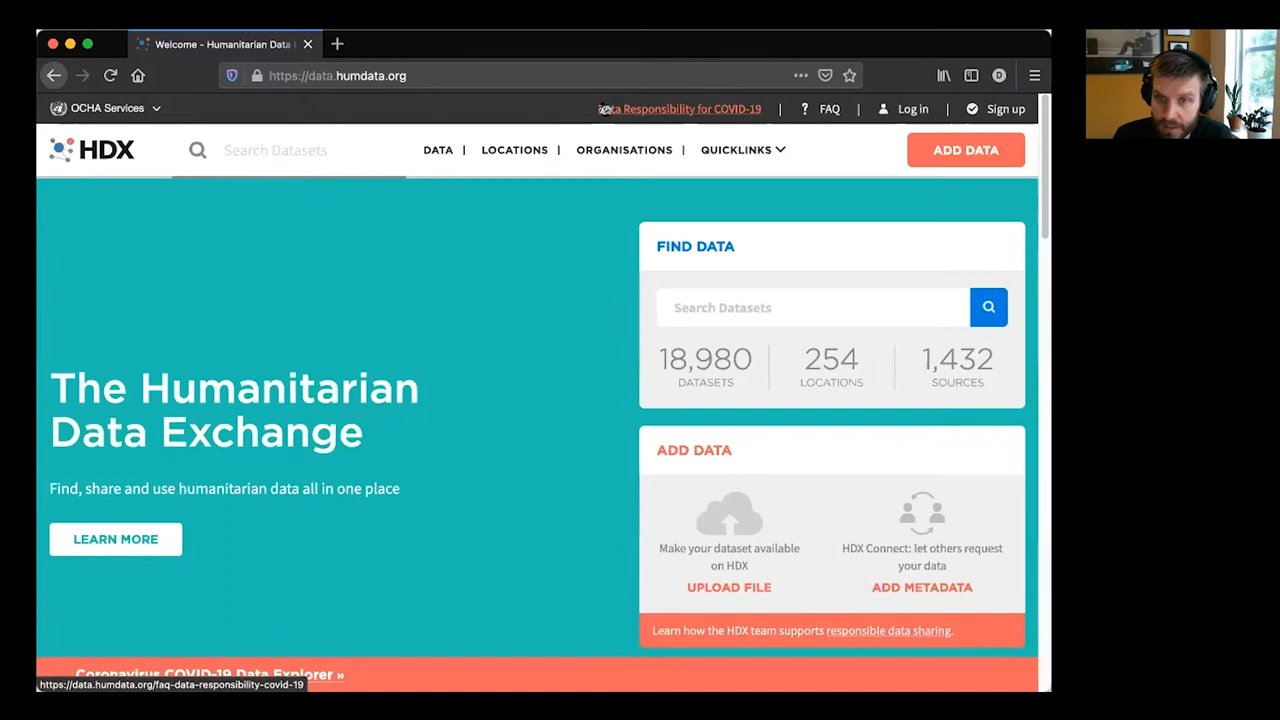 Welcome - Humanitarian Data
https://data.humdata.org
D
OCHA Services
Responsibility for COVID-19 | ? FAQ | Log in | Sign up
HDX
Search Datasets
DATA | LOCATIONS | ORGANISATIONS | QUICKLINKS
ADD DATA
FIND DATA
Search Datasets
18,980
DATASETS
254
LOCATIONS
1,432
SOURCES
The Humanitarian
Data Exchange
Find, share and use humanitarian data all in one place
LEARN MORE
ADD DATA
Make your dataset available
on HDX
UPLOAD FILE
HDX Connect: let others request
your data
ADD METADATA
Learn how the HDX team supports responsible data sharing.
Coronavirus COVID-19 Data Explorer »
https://data.humdata.org/faq-data-responsibility-covid-19